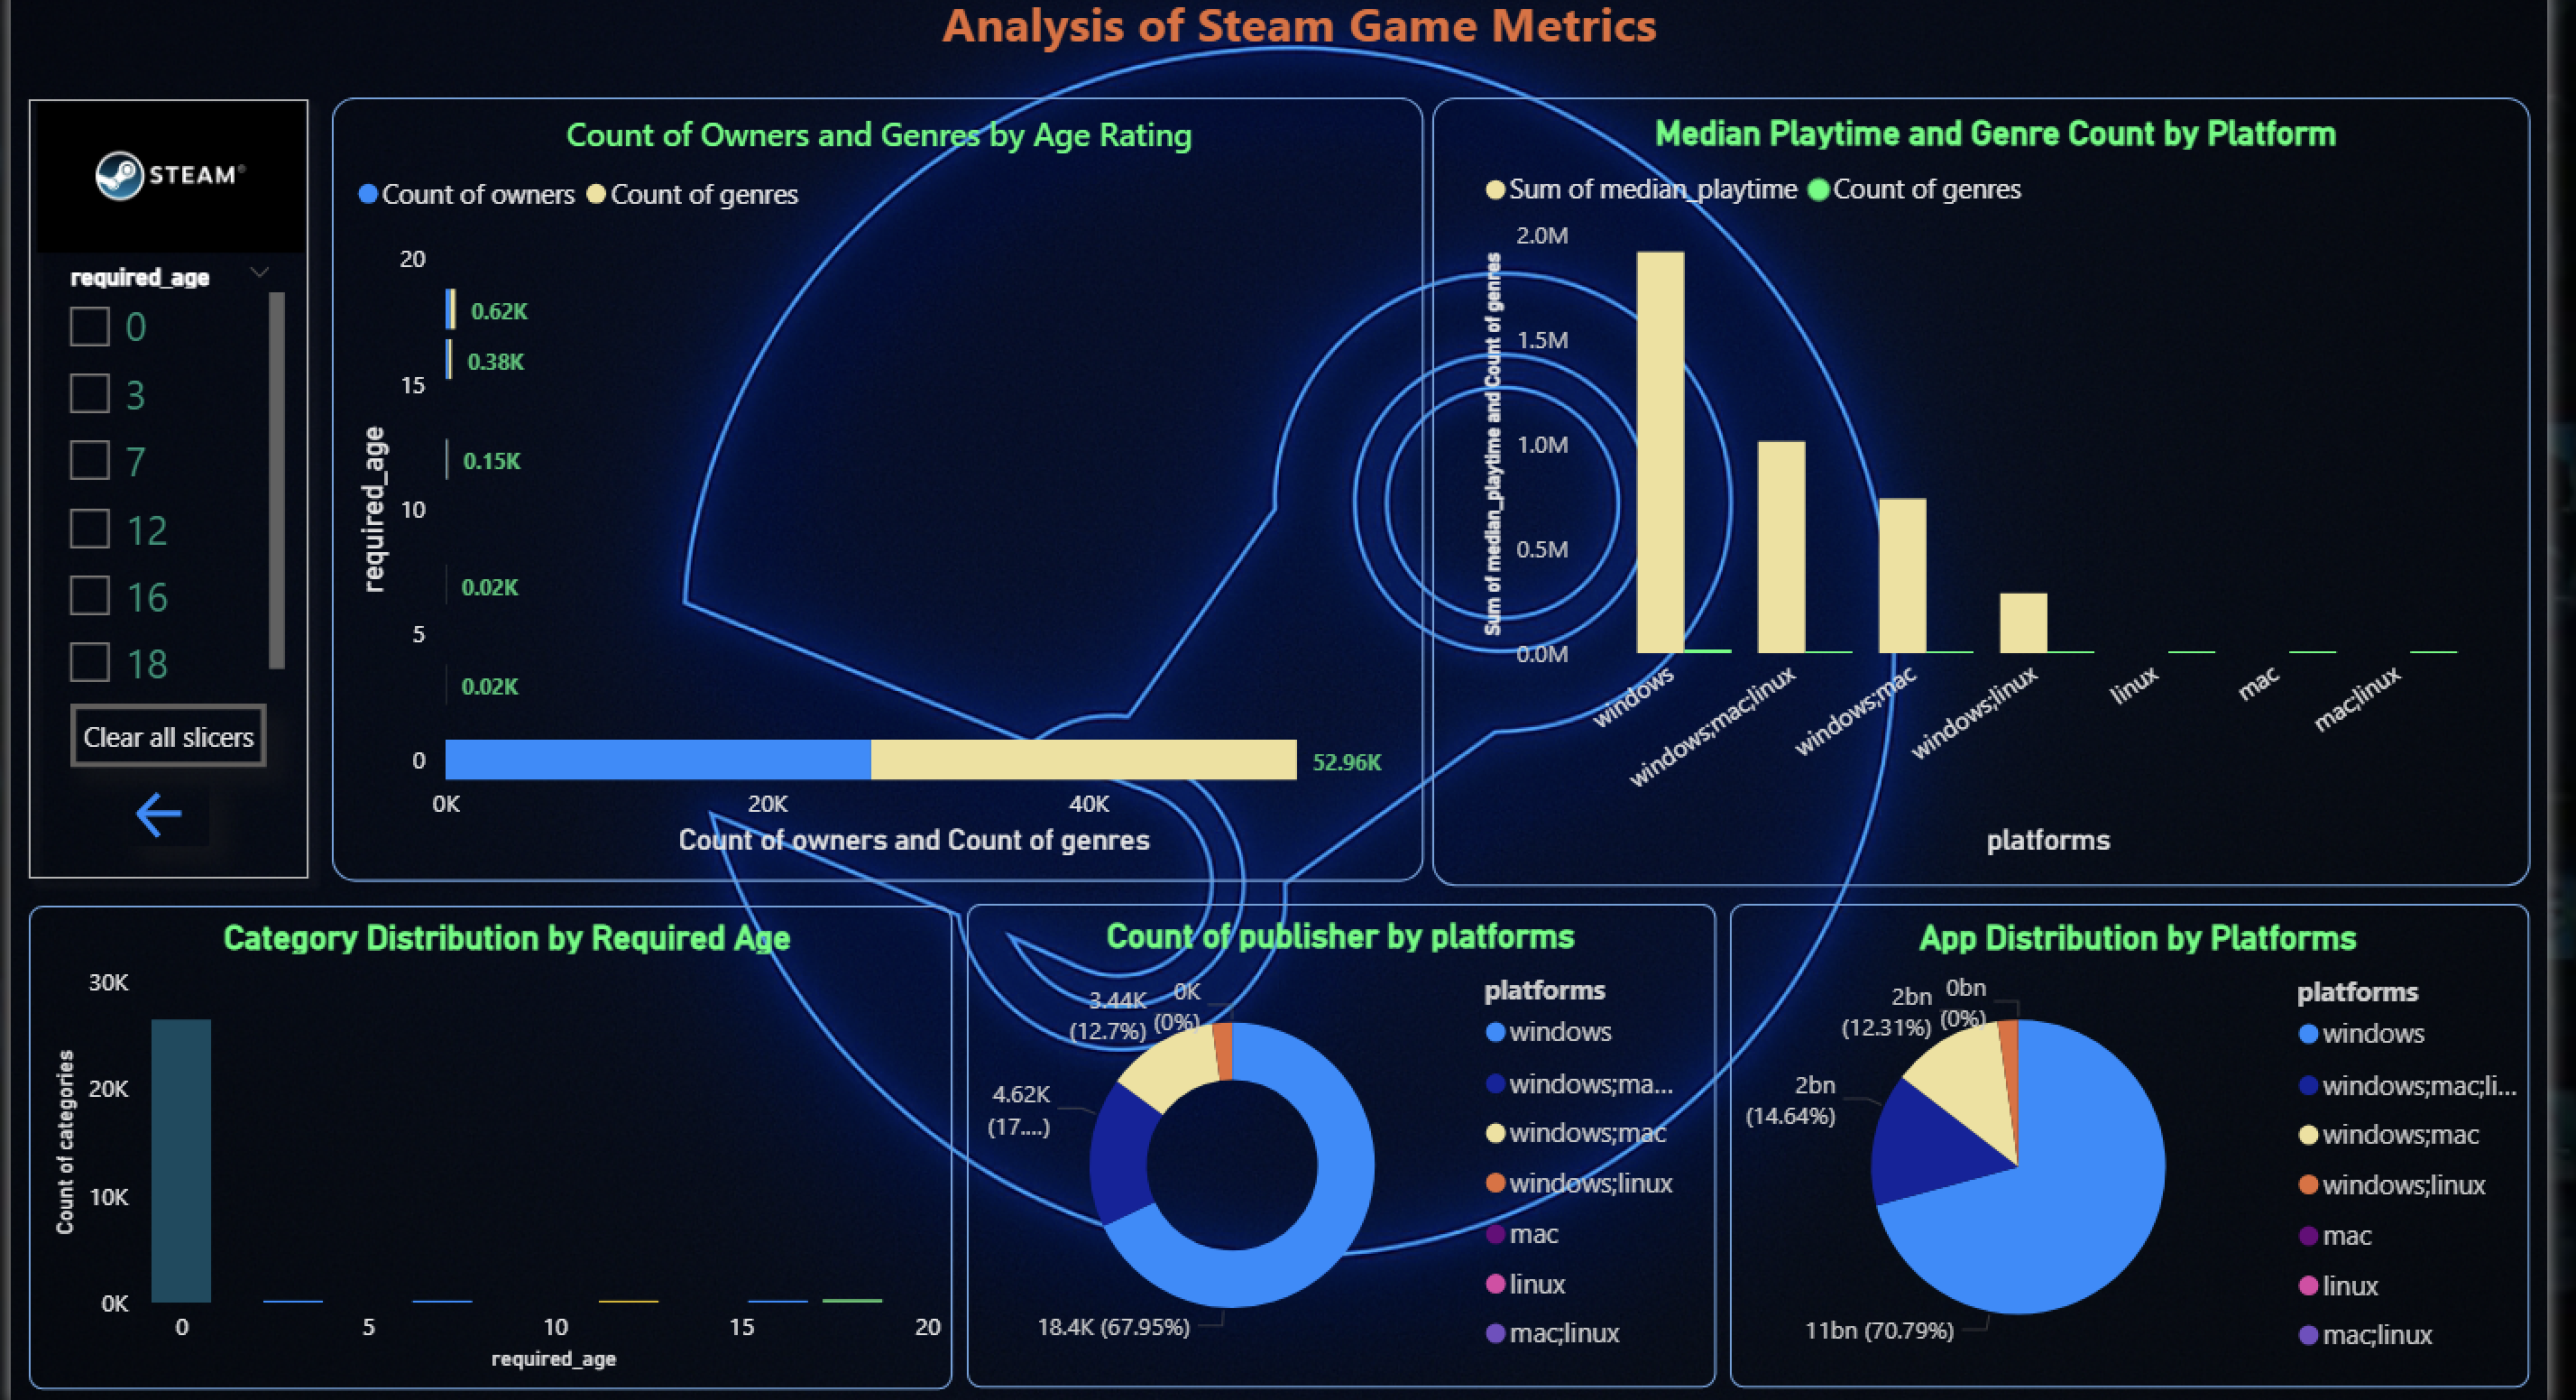 Analysis of Steam Game Metrics
STEAM®
required_age
0
3
7
12
16
18
Clear all slicers
Count of Owners and Genres by Age Rating
Count of owners Count of genres
20
0.62K
0.38K
15
0.15K
10
0.02K
5
0.02K
0
52.96K
0K 20K 40K
required_age
Count of owners and Count of genres
Median Playtime and Genre Count by Platform
Sum of median_playtime Count of genres
2.0M
1.5M
1.0M
0.5M
0.0M
Sum of median_playtime and Count of genres
windows
windows;mac;linux
windows;mac
windows;linux
linux
mac
mac;linux
platforms
Category Distribution by Required Age
30K
20K
10K
0K
Count of categories
0 5 10 15 20
required_age
Count of publisher by platforms
3.44K
(12.7%)
0K
(0%)
4.62K
(17....)
18.4K (67.95%)
platforms
windows
windows;ma...
windows;mac
windows;linux
mac
linux
mac;linux
App Distribution by Platforms
2bn
(12.31%)
0bn
(0%)
2bn
(14.64%)
11bn (70.79%)
platforms
windows
windows;mac;li...
windows;mac
windows;linux
mac
linux
mac;linux